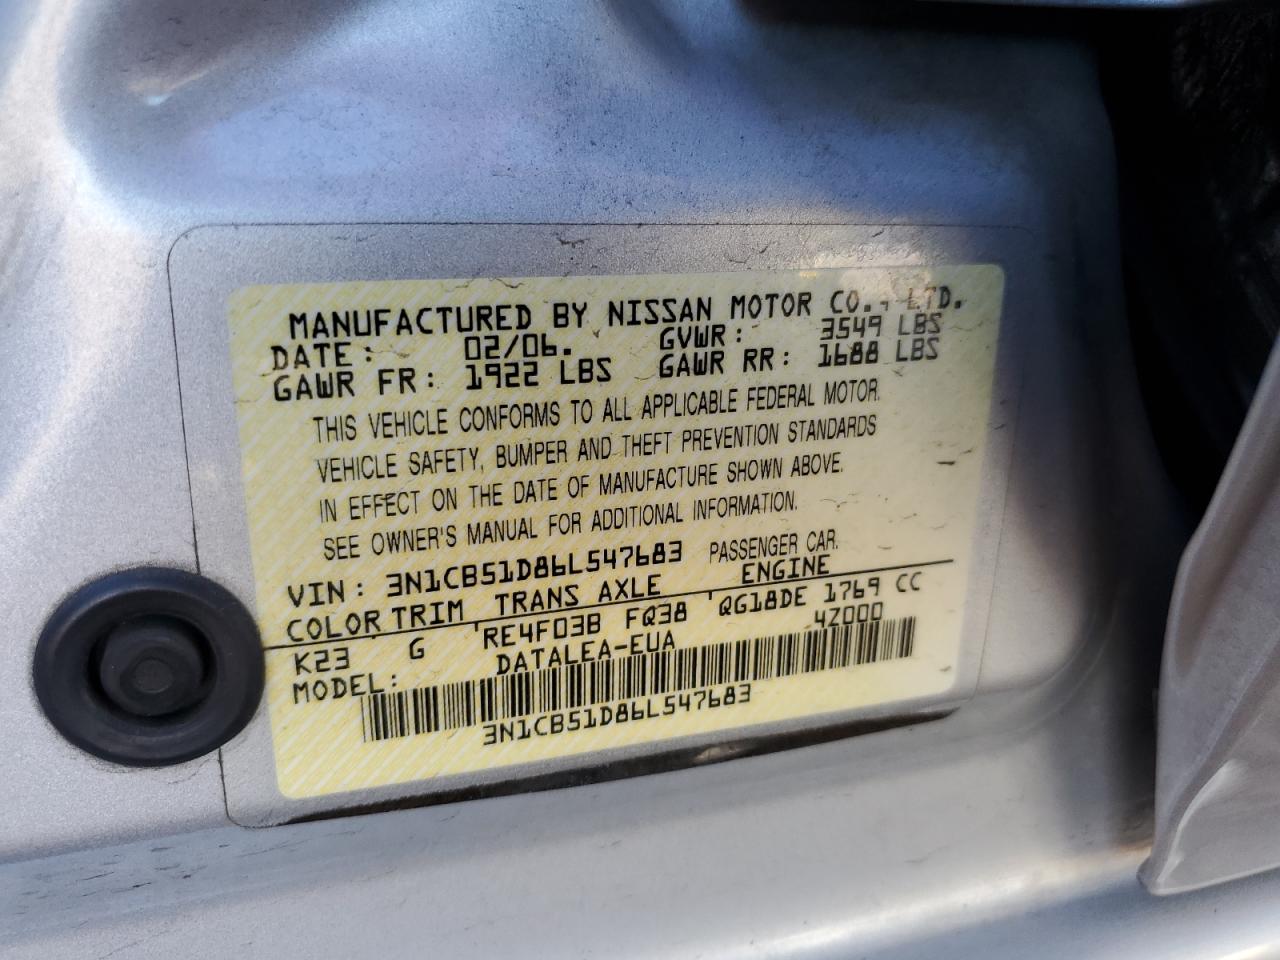 MANUFACTURED BY NISSAN MOTOR CO., LTD.
DATE: 02/06. GVWR: 3549 LBS
GAWR FR: 1922 LBS GAWR RR: 1688 LBS
THIS VEHICLE CONFORMS TO ALL APPLICABLE FEDERAL MOTOR
VEHICLE SAFETY, BUMPER AND THEFT PREVENTION STANDARDS
IN EFFECT ON THE DATE OF MANUFACTURE SHOWN ABOVE.
SEE OWNER'S MANUAL FOR ADDITIONAL INFORMATION.
VIN: 3N1CB51D86L547683 PASSENGER CAR.
COLOR TRIM TRANS AXLE ENGINE
K23 G RE4F03B FQ38 QG18DE 1769 CC
MODEL: DATALEA-EUA 4Z000
3N1CB51D86L547683